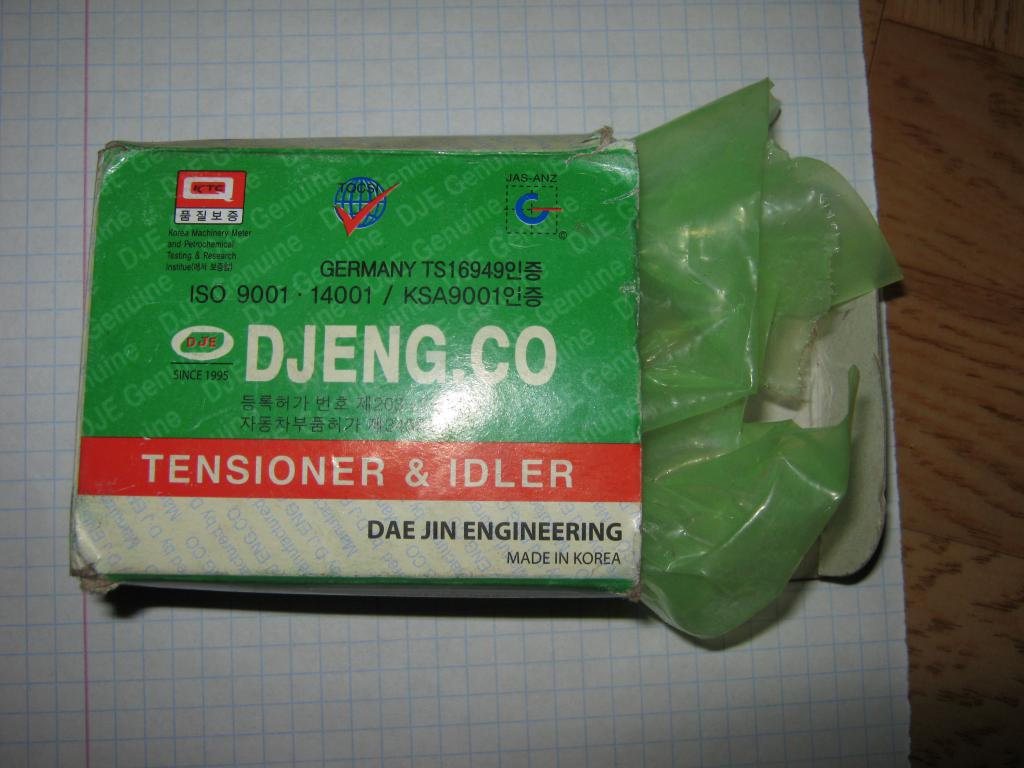 KTC
품질보증
Korea Machinery Meter
and Petrochemical
Testing & Research
TOCSI
JAS-ANZ
©
GERMANY TS16949인증
ISO 9001 · 14001 / KSA9001인증
DJE
SINCE 1995
DJENG.CO
등록허가 번호
자동차부품허가
TENSIONER & IDLER
DAE JIN ENGINEERING
MADE IN KOREA
DJE Genuine